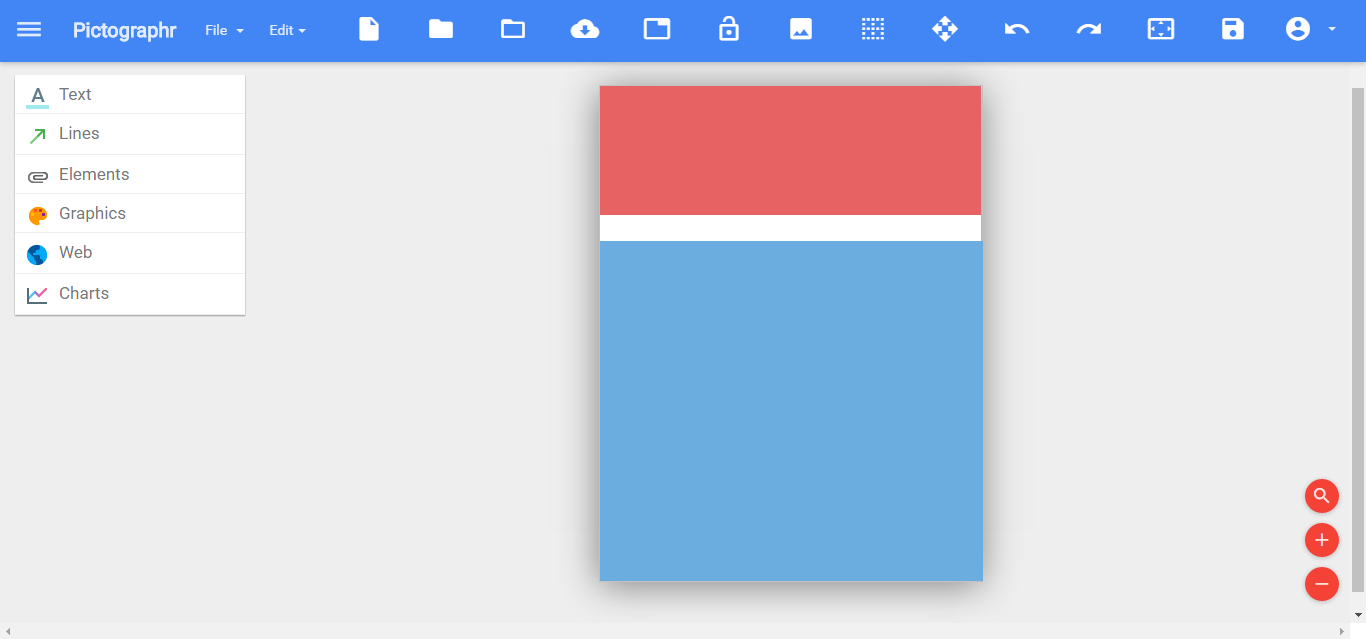 Pictographr File Edit
A Text
Lines
Elements
Graphics
Web
Charts